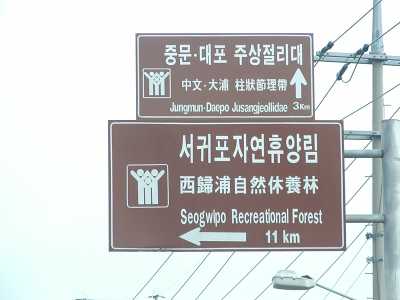 중문·대포 주상절리대
中文·大浦 柱狀節理帶
Jungmun-Daepo Jusangjeollidae 3KM
서귀포자연휴양림
西歸浦自然休養林
Seogwipo Recreational Forest
11 km